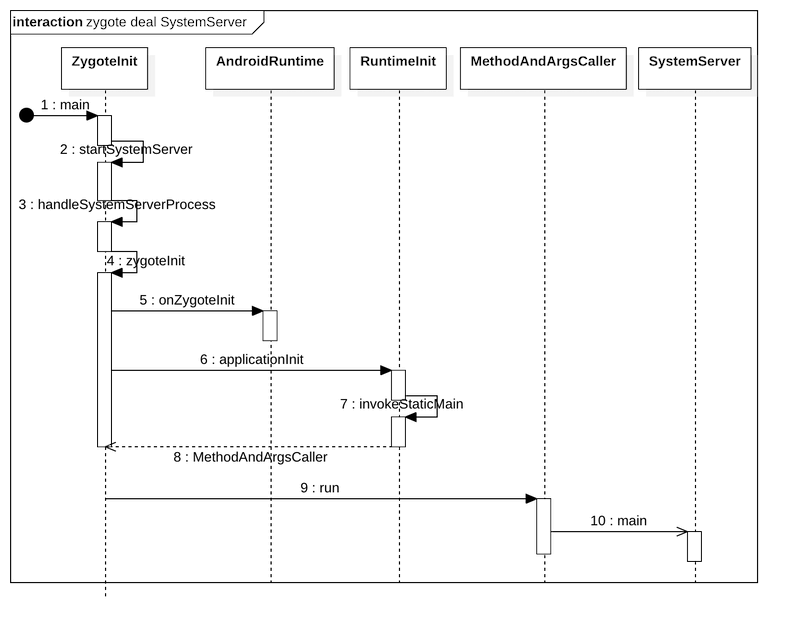 interaction zygote deal SystemServer
ZygoteInit
AndroidRuntime
RuntimeInit
MethodAndArgsCaller
SystemServer
1 : main
2 : startSystemServer
3 : handleSystemServerProcess
4 : zygoteInit
5 : onZygoteInit
6 : applicationInit
7 : invokeStaticMain
8 : MethodAndArgsCaller
9 : run
10 : main